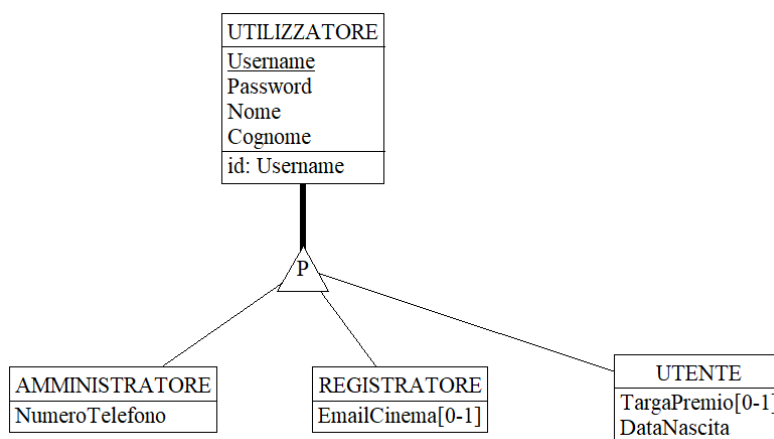 UTILIZZATORE
Username
Password
Nome
Cognome
id: Username
P
AMMINISTRATORE
NumeroTelefono
REGISTRATORE
EmailCinema[0-1]
UTENTE
TargaPremio[0-1]
DataNascita